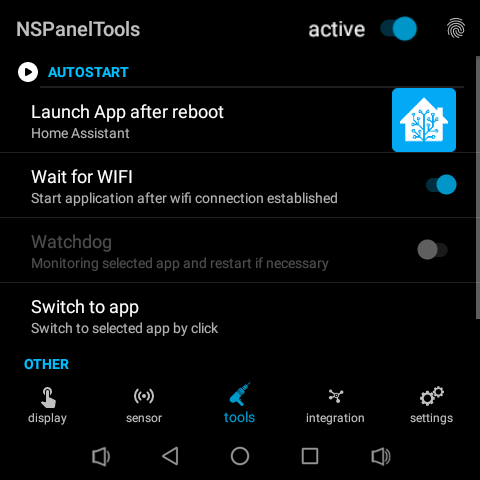 NSPanelTools
active
AUTOSTART
Launch App after reboot
Home Assistant
Wait for WIFI
Start application after wifi connection established
Watchdog
Monitoring selected app and restart if necessary
Switch to app
Switch to selected app by click
OTHER
display sensor tools integration settings